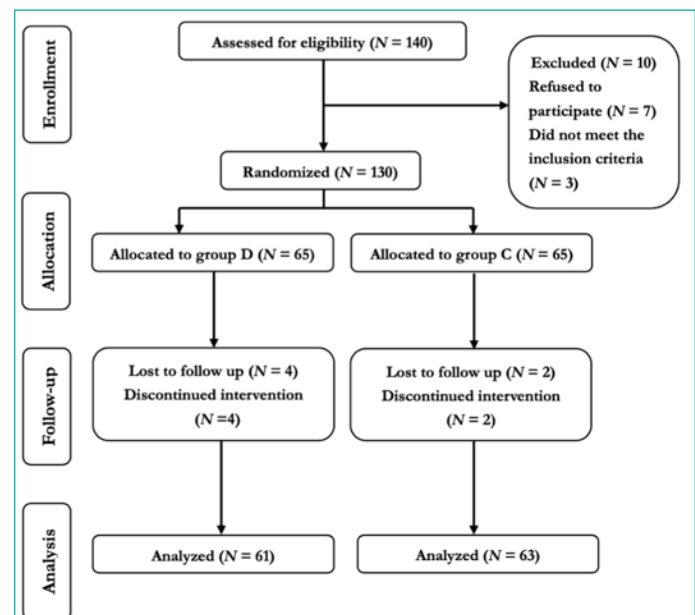 Enrollment
Assessed for eligibility (N = 140)
Excluded (N = 10)
Refused to
participate (N = 7)
Did not meet the
inclusion criteria
(N = 3)
Randomized (N = 130)
Allocation
Allocated to group D (N = 65)
Allocated to group C (N = 65)
Follow-up
Lost to follow up (N = 4)
Discontinued intervention
(N =4)
Lost to follow up (N = 2)
Discontinued intervention
(N = 2)
Analysis
Analyzed (N = 61)
Analyzed (N = 63)